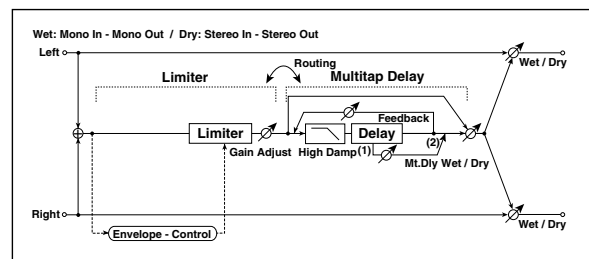 Wet: Mono In - Mono Out / Dry: Stereo In - Stereo Out
Left
Wet / Dry
Routing
Limiter
Multitap Delay
Feedback
Limiter
Delay
Gain Adjust
High Damp
(1)
(2)
Mt.Dly Wet / Dry
Right
Wet / Dry
Envelope - Control